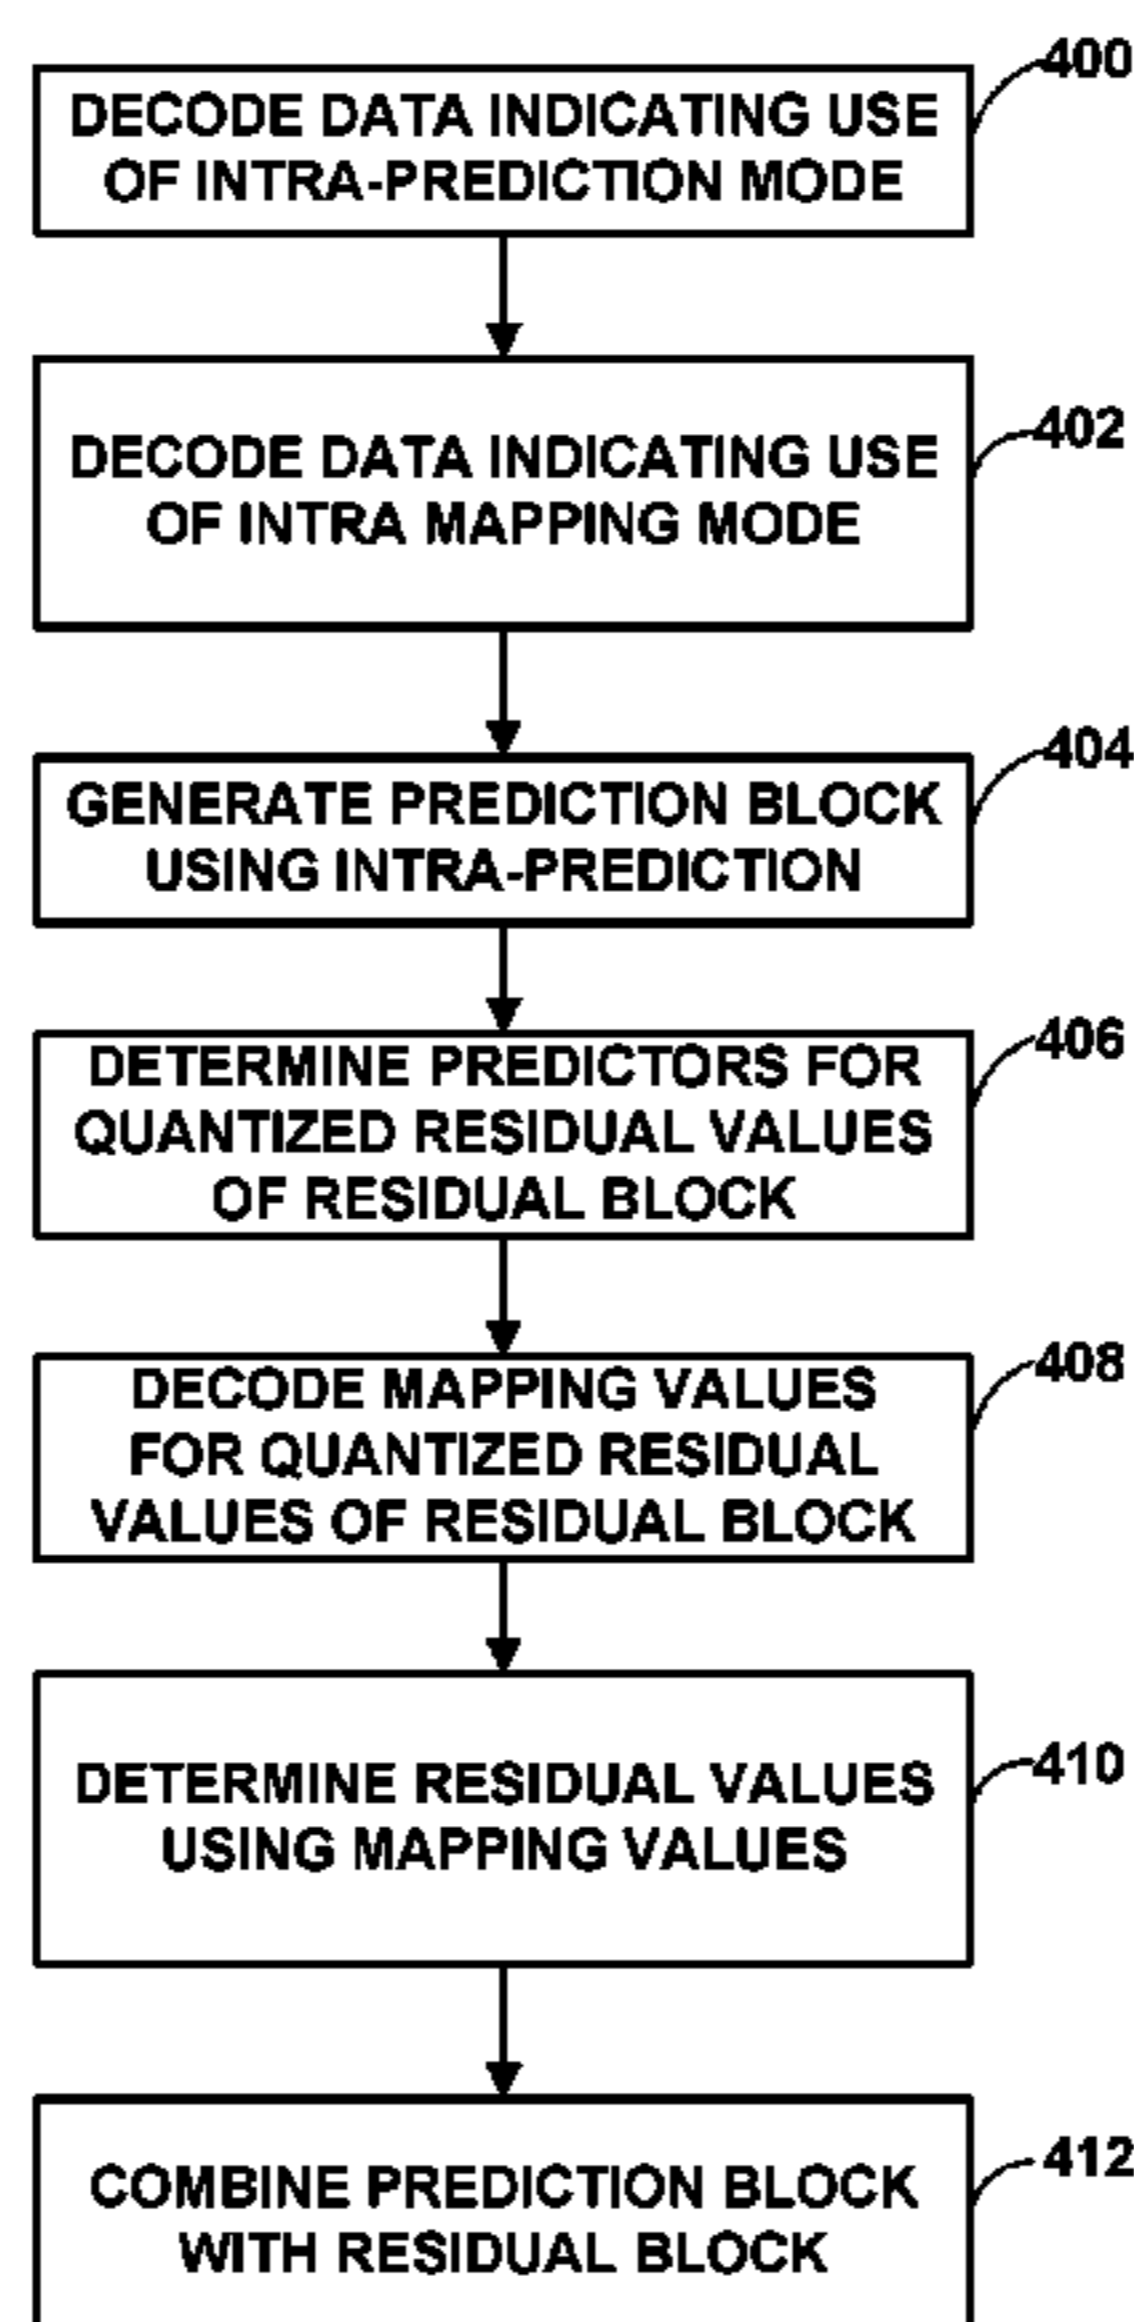 400
DECODE DATA INDICATING USE
OF INTRA-PREDICTION MODE
402
DECODE DATA INDICATING USE
OF INTRA MAPPING MODE
404
GENERATE PREDICTION BLOCK
USING INTRA-PREDICTION
406
DETERMINE PREDICTORS FOR
QUANTIZED RESIDUAL VALUES
OF RESIDUAL BLOCK
408
DECODE MAPPING VALUES
FOR QUANTIZED RESIDUAL
VALUES OF RESIDUAL BLOCK
410
DETERMINE RESIDUAL VALUES
USING MAPPING VALUES
412
COMBINE PREDICTION BLOCK
WITH RESIDUAL BLOCK